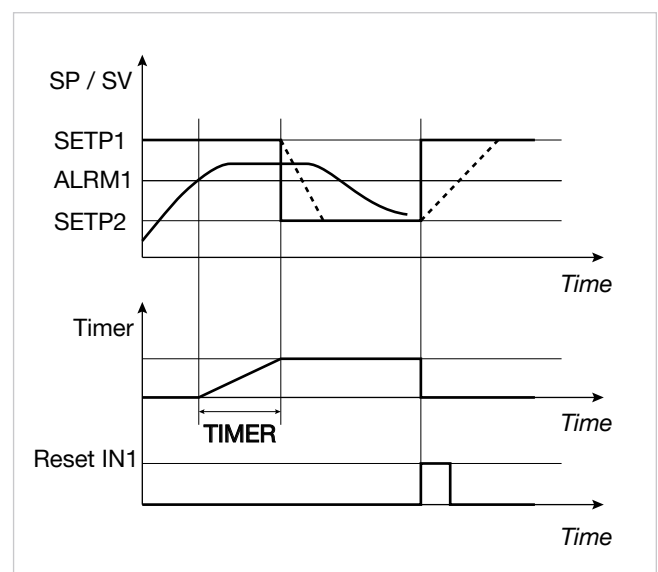 SP / SV
SETP1
ALRM1
SETP2
Time
Timer
Time
TIMER
Reset IN1
Time